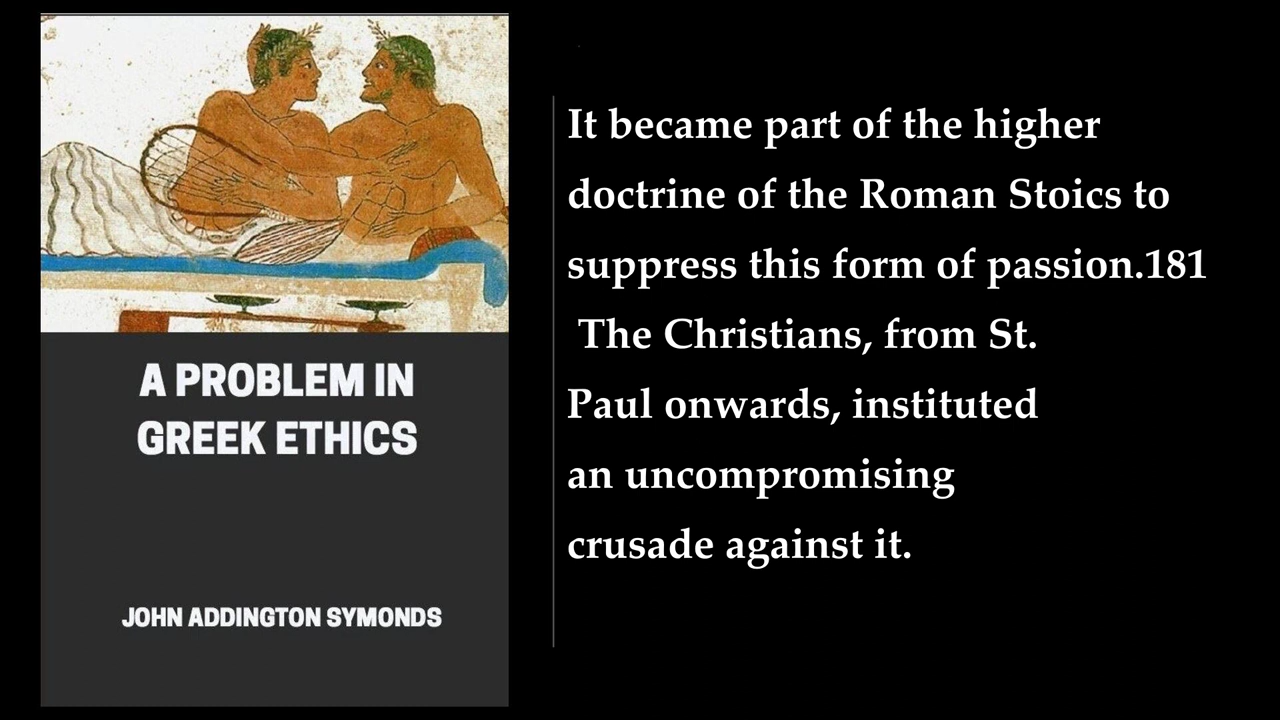 A PROBLEM IN
GREEK ETHICS
JOHN ADDINGTON SYMONDS
It became part of the higher
doctrine of the Roman Stoics to
suppress this form of passion.181
The Christians, from St.
Paul onwards, instituted
an uncompromising
crusade against it.